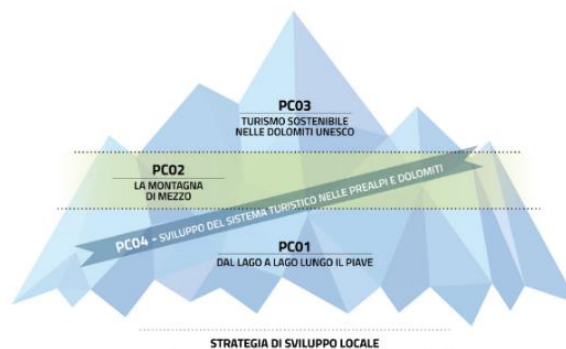 PC03
TURISMO SOSTENIBILE
NELLE DOLOMITI UNESCO
PC02
LA MONTAGNA
DI MEZZO
PC04 - SVILUPPO DEL SISTEMA TURISTICO NELLE PREALPI E DOLOMITI
PC01
DAL LAGO A LAGO LUNGO IL PIAVE
STRATEGIA DI SVILUPPO LOCALE